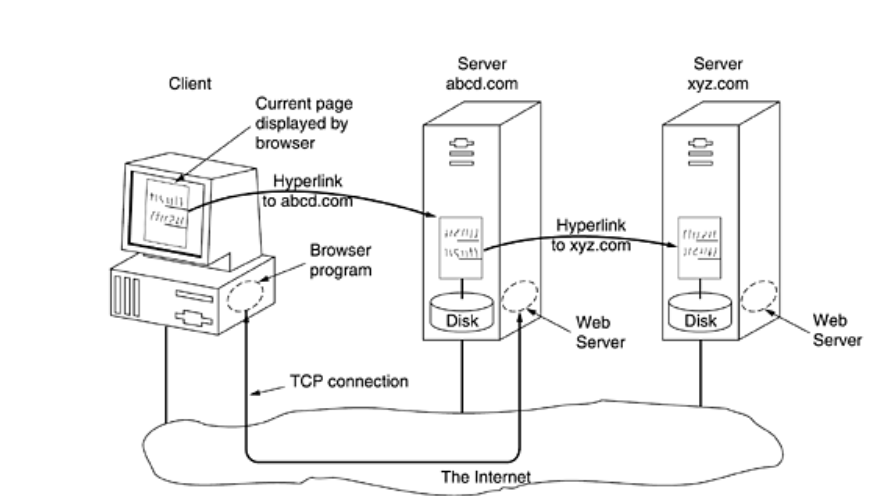 Client
Server
abcd.com
Server
xyz.com
Current page
displayed by
browser
Hyperlink
to abcd.com
Hyperlink
to xyz.com
Browser
program
Disk
Disk
Web
Server
Web
Server
TCP connection
The Internet